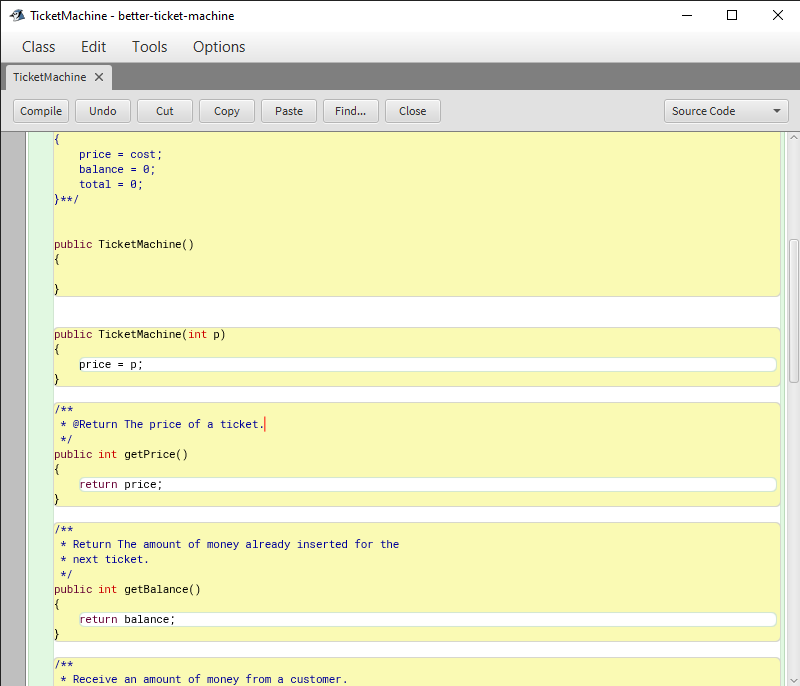 TicketMachine - better-ticket-machine
Class Edit Tools Options
TicketMachine
Compile Undo Cut Copy Paste Find... Close Source Code
{
price = cost;
balance = 0;
total = 0;
}**/
public TicketMachine()
{
}
public TicketMachine(int p)
{
price = p;
}
/**
* @Return The price of a ticket.
*/
public int getPrice()
{
return price;
}
/**
* Return The amount of money already inserted for the
* next ticket.
*/
public int getBalance()
{
return balance;
}
/**
* Receive an amount of money from a customer.